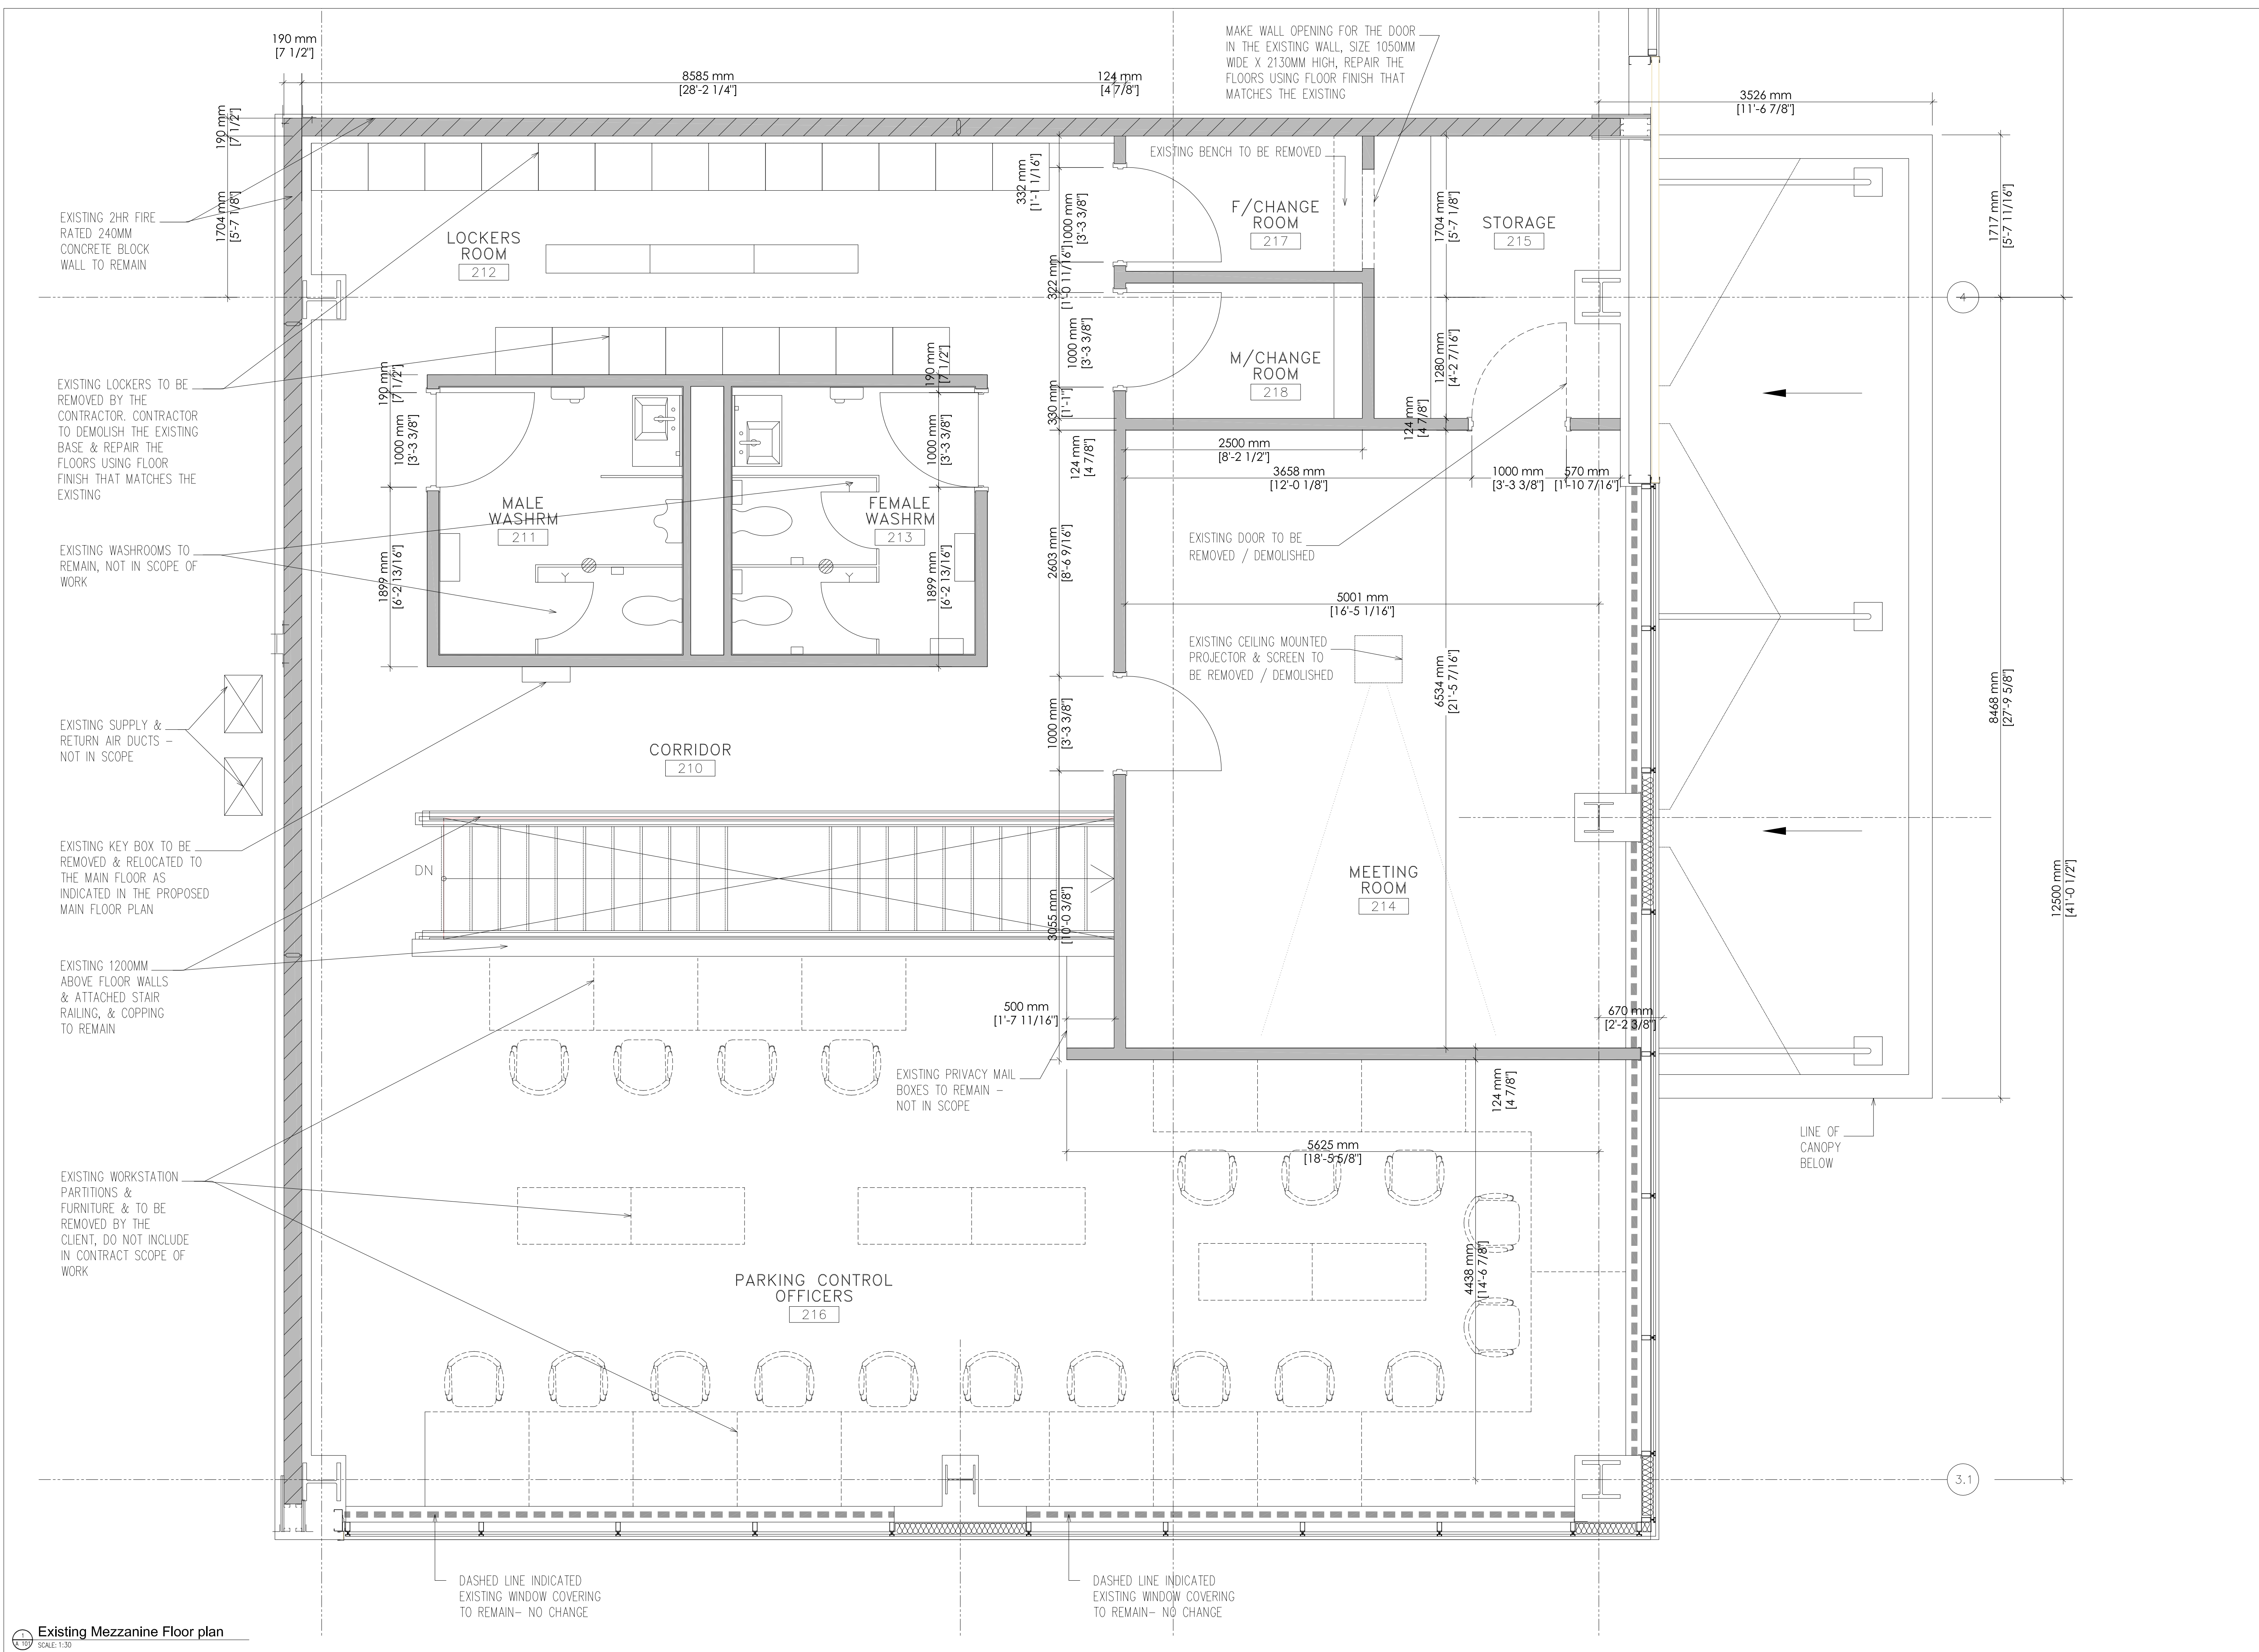 190 mm
[7 1/2"]
8585 mm
[28'-2 1/4"]
124 mm
[4 7/8"]
MAKE WALL OPENING FOR THE DOOR
IN THE EXISTING WALL, SIZE 1050MM
WIDE X 2130MM HIGH, REPAIR THE
FLOORS USING FLOOR FINISH THAT
MATCHES THE EXISTING
3526 mm
[11'-6 7/8"]
190 mm
[7 1/2"]
1704 mm
[5'-7 1/8"]
EXISTING 2HR FIRE
RATED 240MM
CONCRETE BLOCK
WALL TO REMAIN
LOCKERS
ROOM
212
332 mm
[1'-1 1/16"]
1000 mm
[3'-3 3/8"]
322 mm
[1'-0 11/16"]
1000 mm
[3'-3 3/8"]
330 mm
[1'-1"]
EXISTING BENCH TO BE REMOVED
F/CHANGE
ROOM
217
1704 mm
[5'-7 1/8"]
STORAGE
215
1717 mm
[5'-7 11/16"]
4
M/CHANGE
ROOM
218
1280 mm
[4'-2 7/16"]
124 mm
[4 7/8"]
EXISTING LOCKERS TO BE
REMOVED BY THE
CONTRACTOR. CONTRACTOR
TO DEMOLISH THE EXISTING
BASE & REPAIR THE
FLOORS USING FLOOR
FINISH THAT MATCHES THE
EXISTING
190 mm
[7 1/2"]
1000 mm
[3'-3 3/8"]
1899 mm
[6'-2 13/16"]
190 mm
[7 1/2"]
1000 mm
[3'-3 3/8"]
1899 mm
[6'-2 13/16"]
MALE
WASHRM
211
FEMALE
WASHRM
213
124 mm
[4 7/8"]
2500 mm
[8'-2 1/2"]
3658 mm
[12'-0 1/8"]
1000 mm
[3'-3 3/8"]
570 mm
[1'-10 7/16"]
EXISTING WASHROOMS TO
REMAIN, NOT IN SCOPE OF
WORK
2603 mm
[8'-6 9/16"]
EXISTING DOOR TO BE
REMOVED / DEMOLISHED
5001 mm
[16'-5 1/16"]
EXISTING CEILING MOUNTED
PROJECTOR & SCREEN TO
BE REMOVED / DEMOLISHED
6534 mm
[21'-5 7/16"]
8468 mm
[27'-9 5/8"]
EXISTING SUPPLY &
RETURN AIR DUCTS -
NOT IN SCOPE
CORRIDOR
210
1000 mm
[3'-3 3/8"]
EXISTING KEY BOX TO BE
REMOVED & RELOCATED TO
THE MAIN FLOOR AS
INDICATED IN THE PROPOSED
MAIN FLOOR PLAN
DN
3055 mm
[10'-0 3/8"]
MEETING
ROOM
214
12500 mm
[41'-0 1/2"]
EXISTING 1200MM
ABOVE FLOOR WALLS
& ATTACHED STAIR
RAILING, & COPPING
TO REMAIN
500 mm
[1'-7 11/16"]
670 mm
[2'-2 3/8"]
EXISTING PRIVACY MAIL
BOXES TO REMAIN -
NOT IN SCOPE
124 mm
[4 7/8"]
5625 mm
[18'-5 5/8"]
LINE OF
CANOPY
BELOW
EXISTING WORKSTATION
PARTITIONS &
FURNITURE & TO BE
REMOVED BY THE
CLIENT, DO NOT INCLUDE
IN CONTRACT SCOPE OF
WORK
4438 mm
[14'-6 7/8"]
PARKING CONTROL
OFFICERS
216
3.1
DASHED LINE INDICATED
EXISTING WINDOW COVERING
TO REMAIN- NO CHANGE
DASHED LINE INDICATED
EXISTING WINDOW COVERING
TO REMAIN- NO CHANGE
1
A 101
Existing Mezzanine Floor plan
SCALE: 1:30